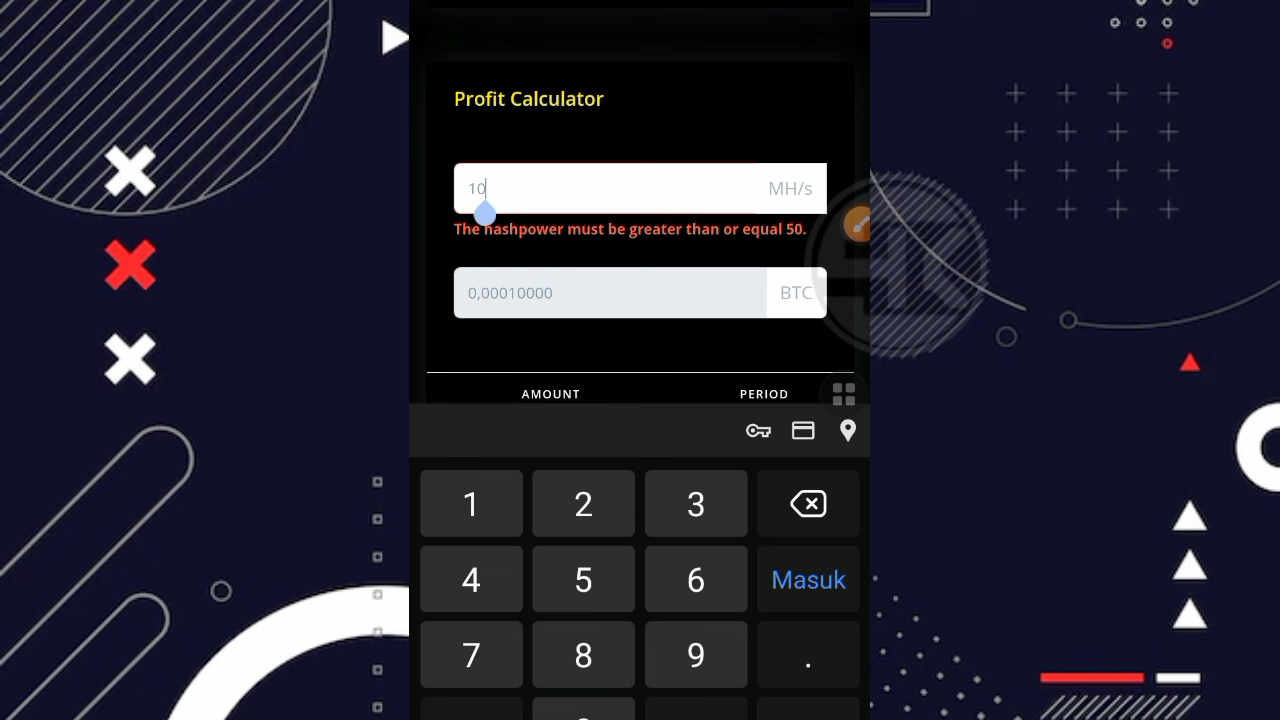 Profit Calculator
10 MH/s
The hashpower must be greater than or equal 50.
0,00010000 BTC
AMOUNT PERIOD
1 2 3
4 5 6 Masuk
7 8 9 .